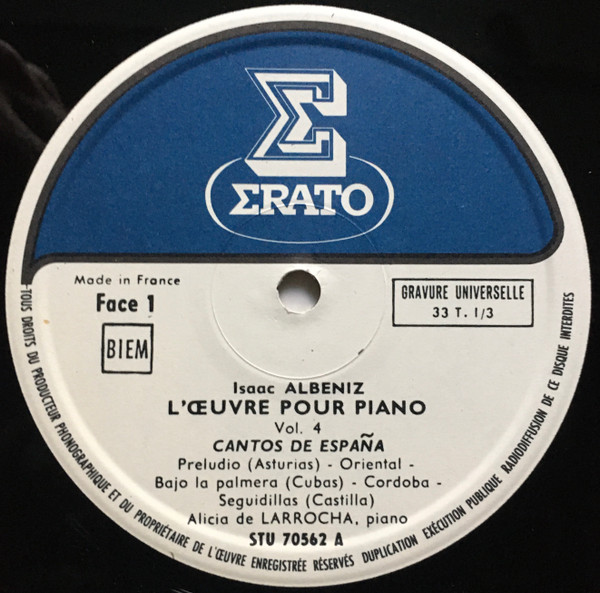 Σ
ΣRATO
Made in France
Face 1
BIEM
GRAVURE UNIVERSELLE
33 T. 1/3
Isaac ALBENIZ
L'ŒUVRE POUR PIANO
Vol. 4
CANTOS DE ESPAÑA
Preludio (Asturias) - Oriental -
Bajo la palmera (Cubas) - Cordoba -
Seguidillas (Castilla)
Alicia de LARROCHA, piano
STU 70562 A
-TOUS DROITS DU PRODUCTEUR PHONOGRAPHIQUE ET DU PROPRIÉTAIRE DE L'ŒUVRE ENREGISTRÉE RÉSERVÉS DUPLICATION EXÉCUTION PUBLIQUE RADIODIFFUSION DE CE DISQUE INTERDITES